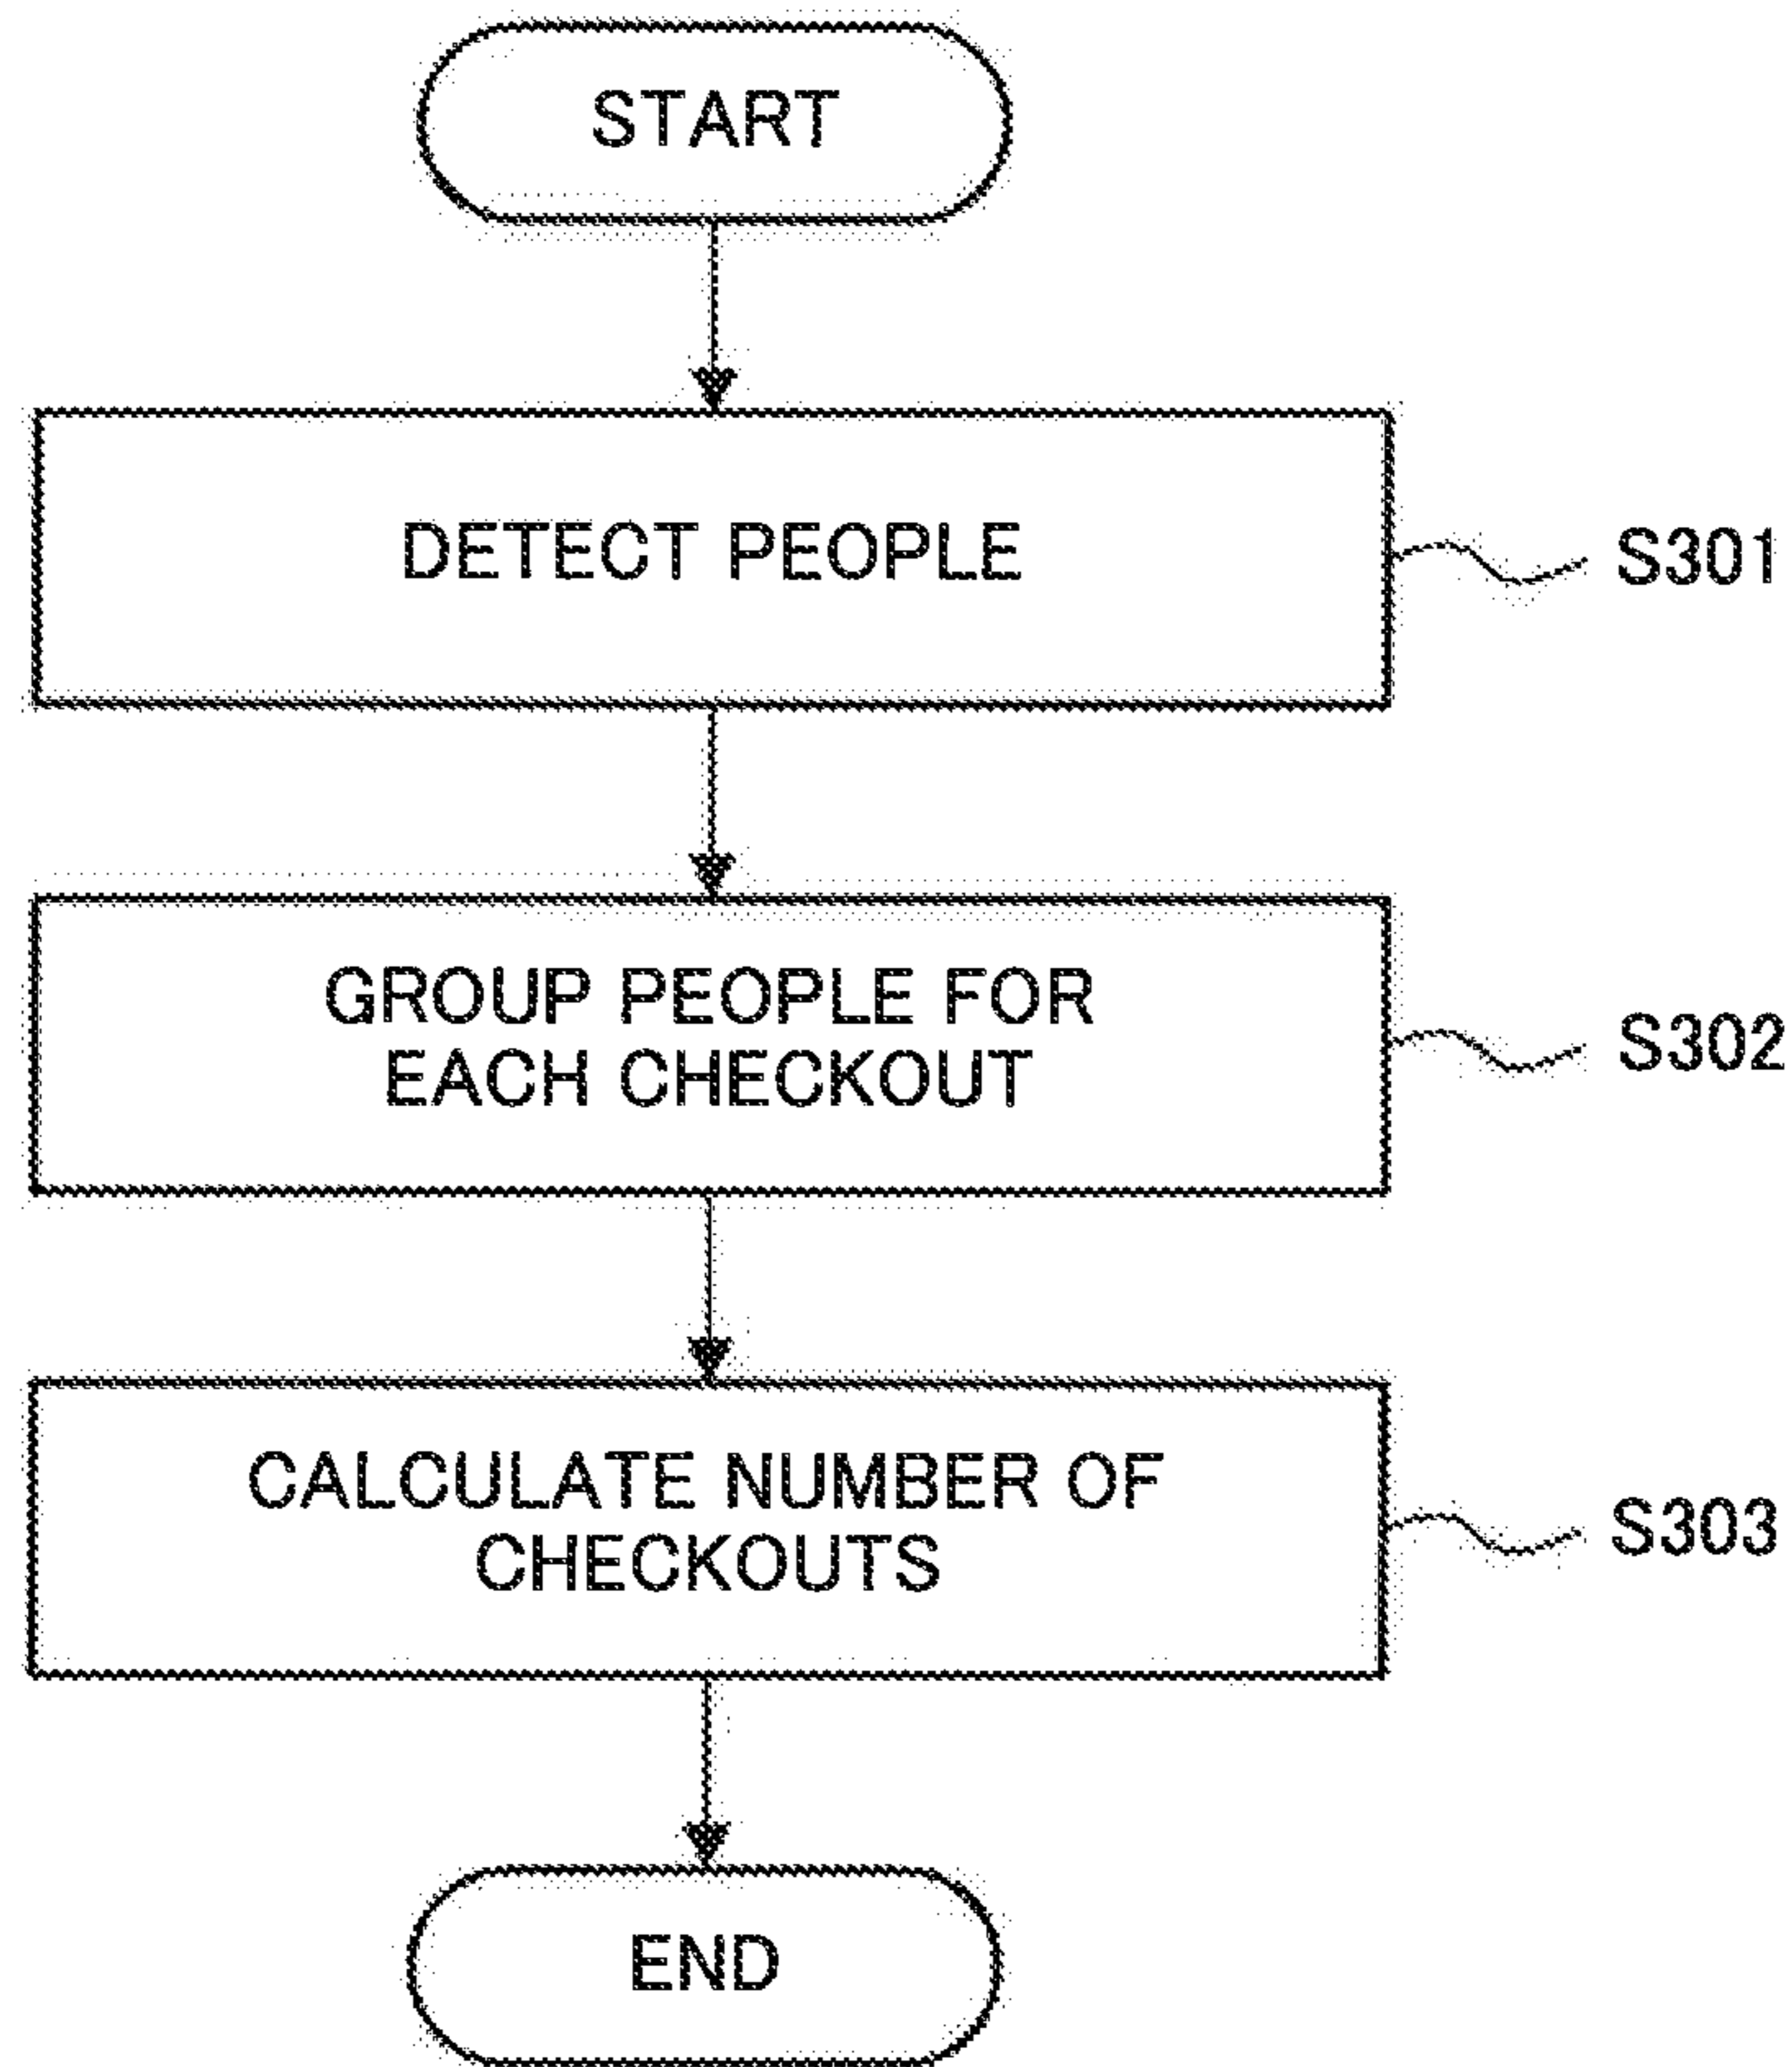 START
DETECT PEOPLE
S301
GROUP PEOPLE FOR
EACH CHECKOUT
S302
CALCULATE NUMBER OF
CHECKOUTS
S303
END